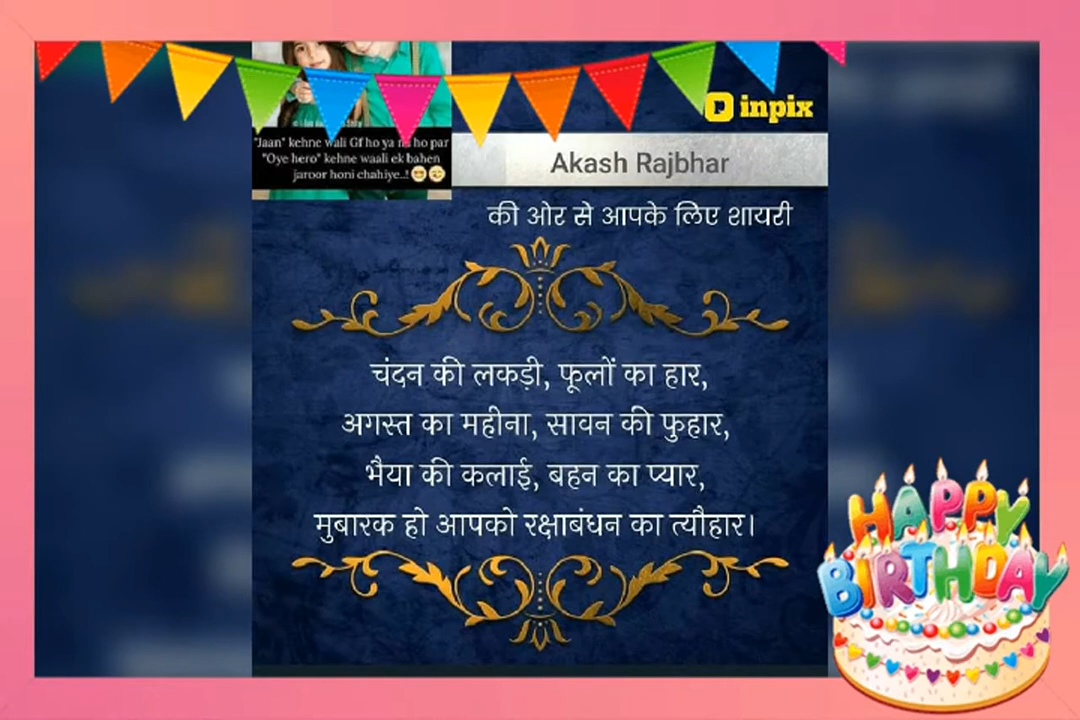 inpix
"Jaan" kehne wali Gf ho ya na ho par
"Oye hero" kehne waali ek bahen
jaroor honi chahiye..!
Akash Rajbhar
की ओर से आपके लिए शायरी
चंदन की लकड़ी, फूलों का हार,
अगस्त का महीना, सावन की फुहार,
भैया की कलाई, बहन का प्यार,
मुबारक हो आपको रक्षाबंधन का त्यौहार।
HAPPY
BIRTHDAY